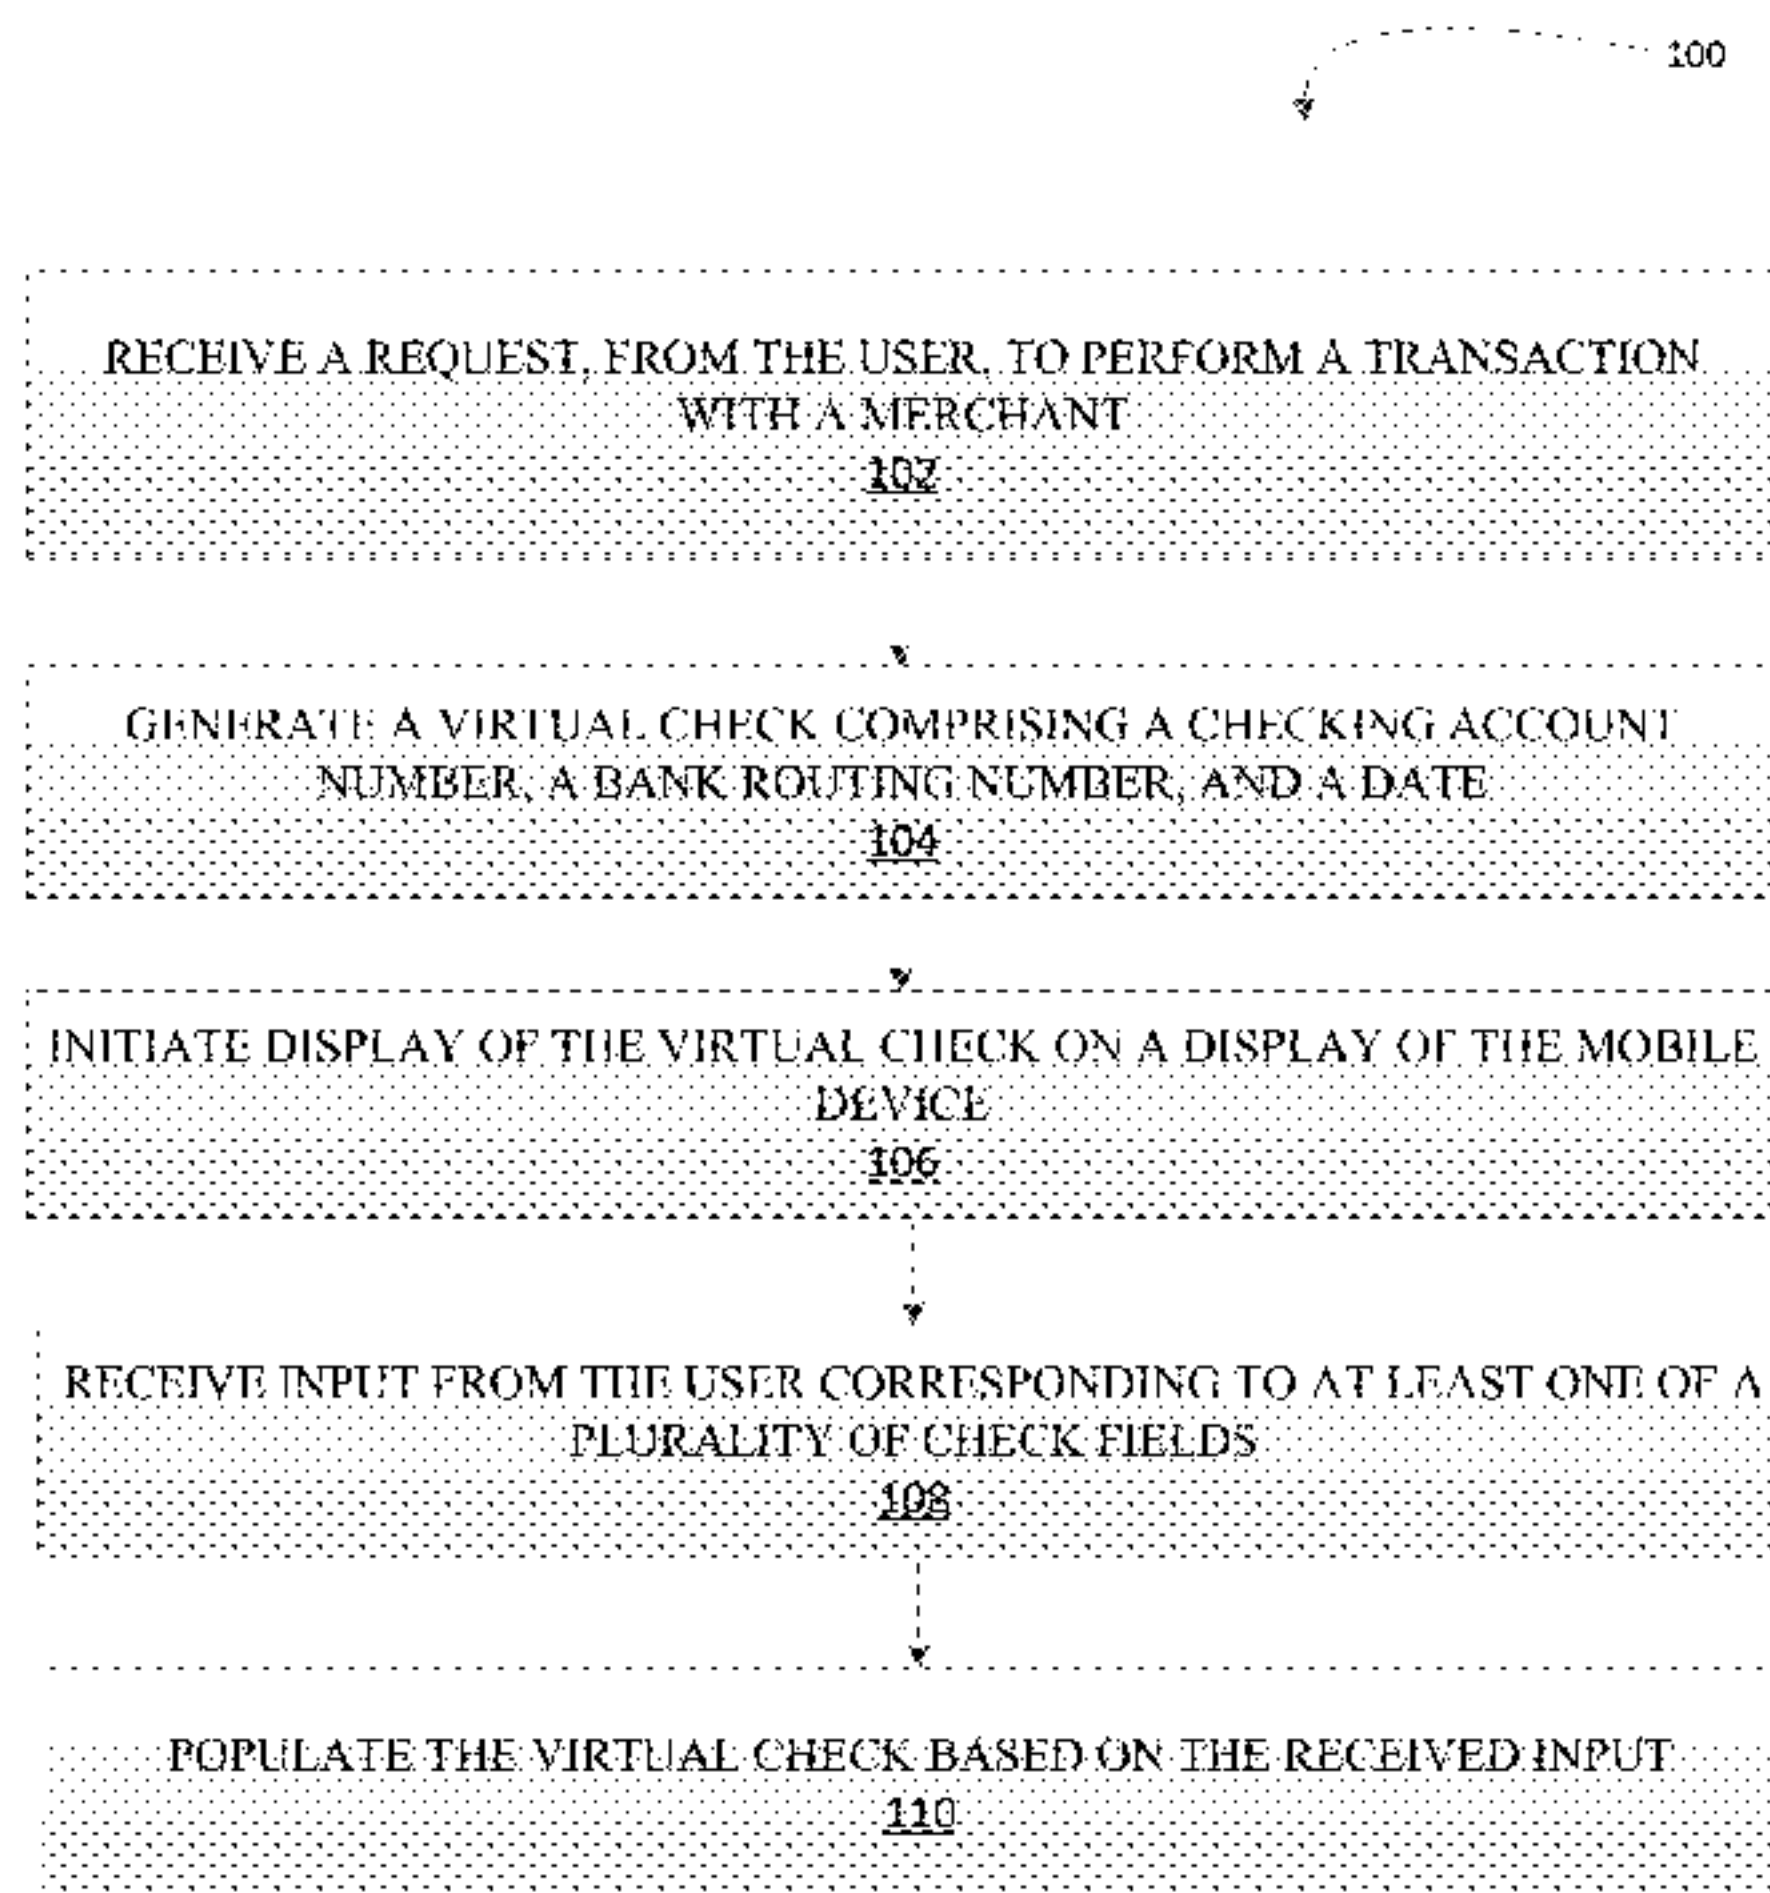 100
RECEIVE A REQUEST, FROM THE USER, TO PERFORM A TRANSACTION
WITH A MERCHANT
102
GENERATE A VIRTUAL CHECK COMPRISING A CHECKING ACCOUNT
NUMBER, A BANK ROUTING NUMBER, AND A DATE
104
INITIATE DISPLAY OF THE VIRTUAL CHECK ON A DISPLAY OF THE MOBILE
DEVICE
106
RECEIVE INPUT FROM THE USER CORRESPONDING TO AT LEAST ONE OF A
PLURALITY OF CHECK FIELDS
108
POPULATE THE VIRTUAL CHECK BASED ON THE RECEIVED INPUT
110